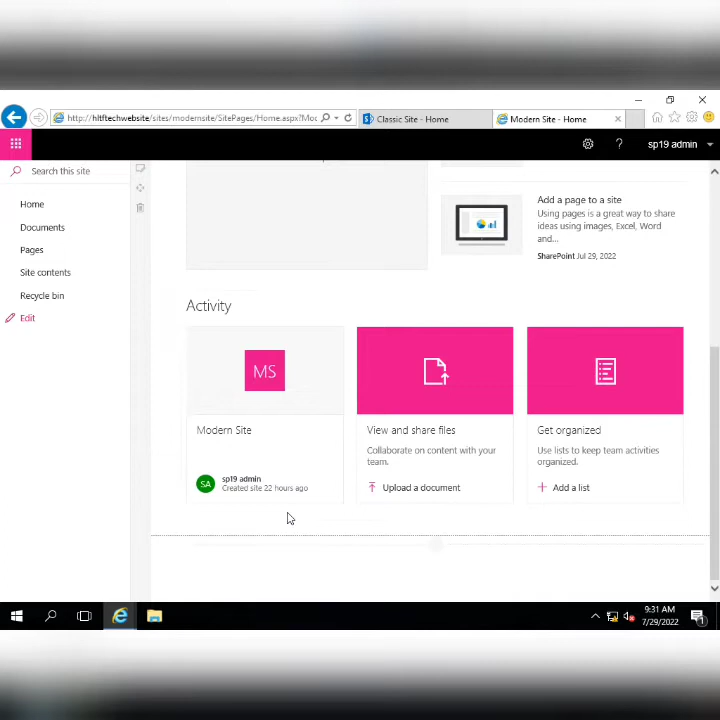 http://hltftechwebsite/sites/modernsite/SitePages/Home.aspx?Moc
Classic Site - Home
Modern Site - Home
sp19 admin
Search this site
Home
Documents
Pages
Site contents
Recycle bin
Edit
Add a page to a site
Using pages is a great way to share
ideas using images, Excel, Word
and...
SharePoint Jul 29, 2022
Activity
MS
Modern Site
SA
sp19 admin
Created site 22 hours ago
View and share files
Collaborate on content with your
team.
Upload a document
Get organized
Use lists to keep team activities
organized.
Add a list
9:31 AM
7/29/2022
1